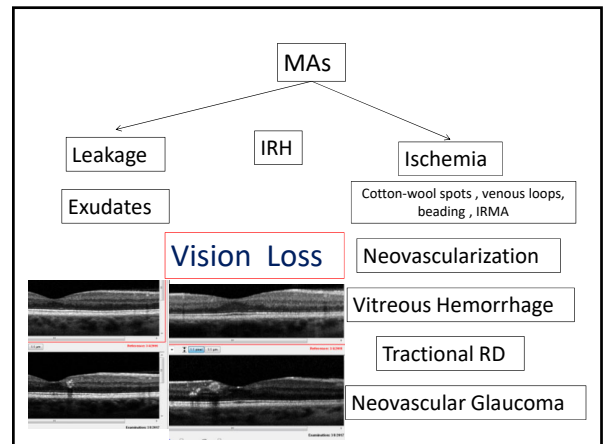 MAs
Leakage
IRH
Ischemia
Exudates
Cotton-wool spots , venous loops,
beading , IRMA
Vision Loss
Neovascularization
Vitreous Hemorrhage
Tractional RD
Neovascular Glaucoma